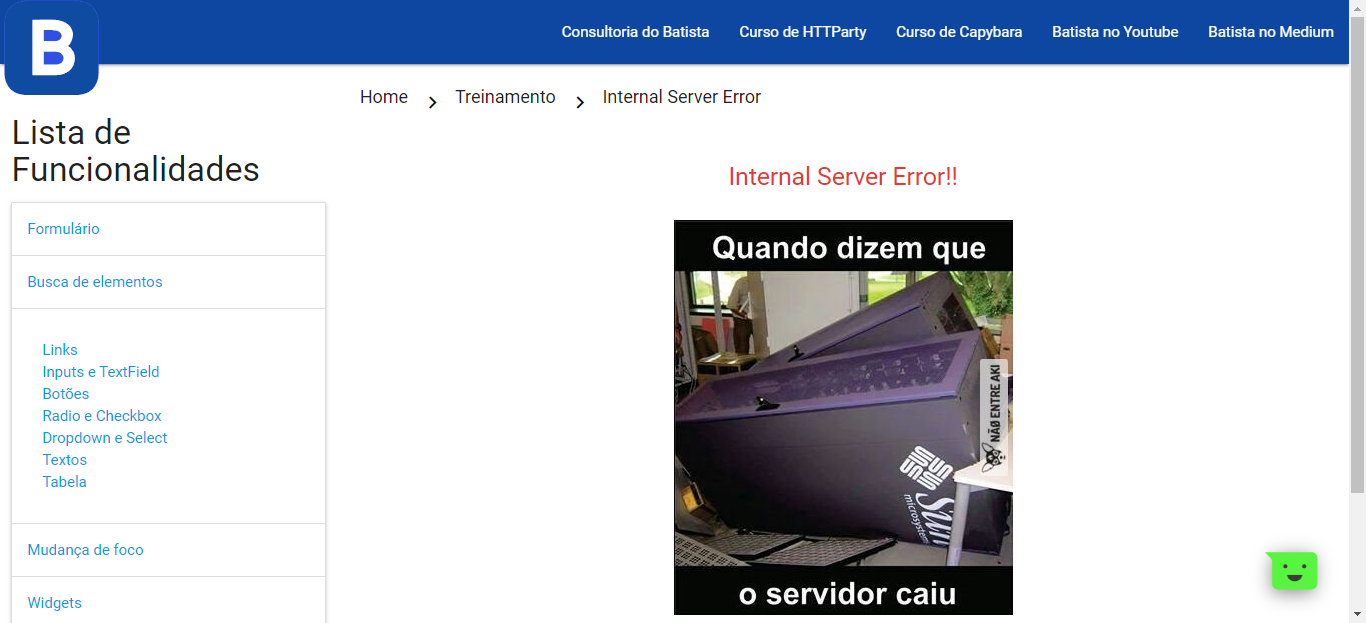 B
Consultoria do Batista
Curso de HTTParty
Curso de Capybara
Batista no Youtube
Batista no Medium
Home
Treinamento
Internal Server Error
Lista de
Funcionalidades
Formulário
Busca de elementos
Links
Inputs e TextField
Botões
Radio e Checkbox
Dropdown e Select
Textos
Tabela
Mudança de foco
Widgets
Internal Server Error!!
Quando dizem que
NÃO ENTRE AKI
Sun
microsystems
o servidor caiu